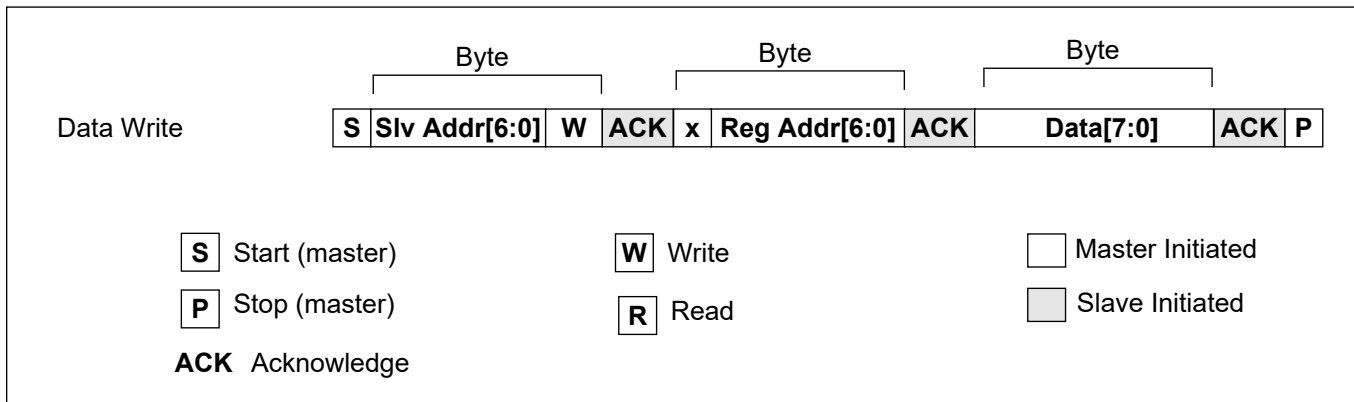 Byte Byte Byte
Data Write S Slv Addr[6:0] W ACK x Reg Addr[6:0] ACK Data[7:0] ACK P
S Start (master) W Write Master Initiated
P Stop (master) R Read Slave Initiated
ACK Acknowledge